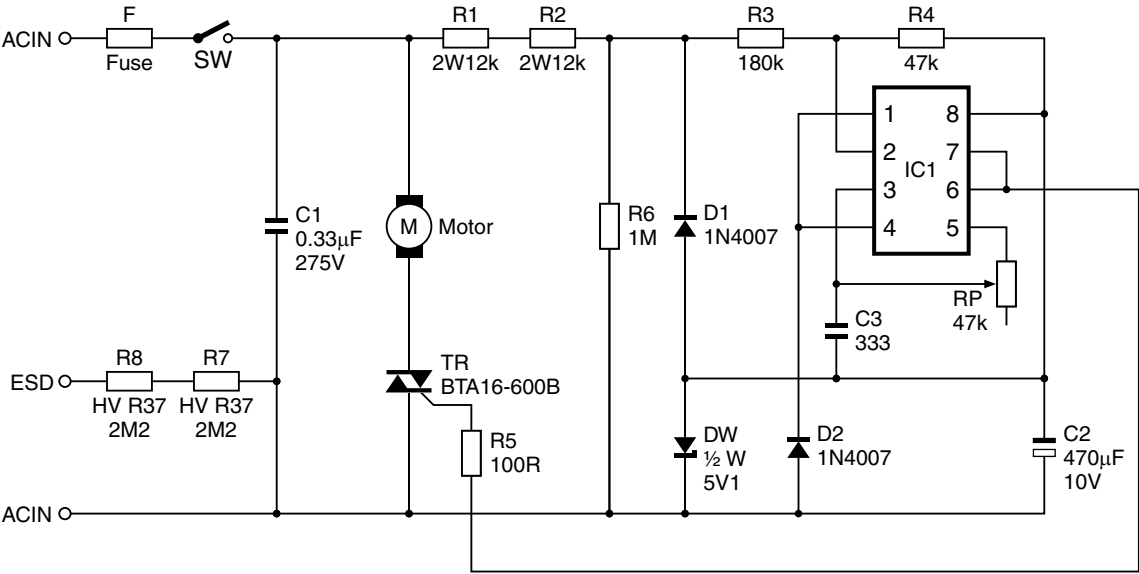 F
Fuse
SW
ACIN
R1
2W12k
R2
2W12k
R3
180k
R4
47k
1
2
3
4
IC1
8
7
6
5
C1
0.33µF
275V
M
Motor
R6
1M
D1
1N4007
RP
47k
C3
333
ESD
R8
HV R37
2M2
R7
HV R37
2M2
TR
BTA16-600B
R5
100R
DW
½ W
5V1
D2
1N4007
C2
470µF
10V
ACIN